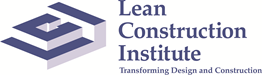 Lean
Construction
Institute
Transforming Design and Construction